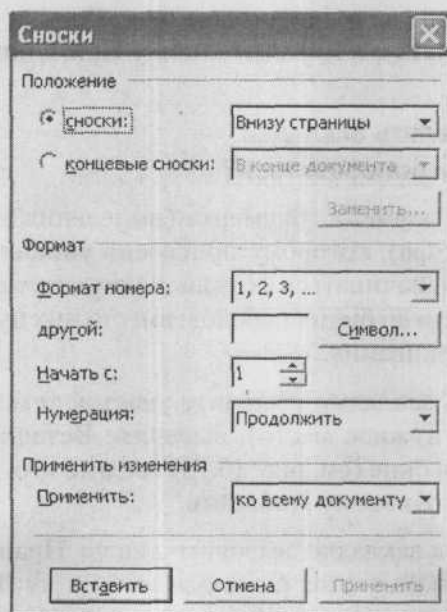 Сноски
Положение
сноски: Внизу страницы
концевые сноски: В конце документа
Заменить...
Формат
Формат номера: 1, 2, 3, ...
другой: Символ...
Начать с: 1
Нумерация: Продолжить
Применить изменения
Применить: ко всему документу
Вставить Отмена Применить